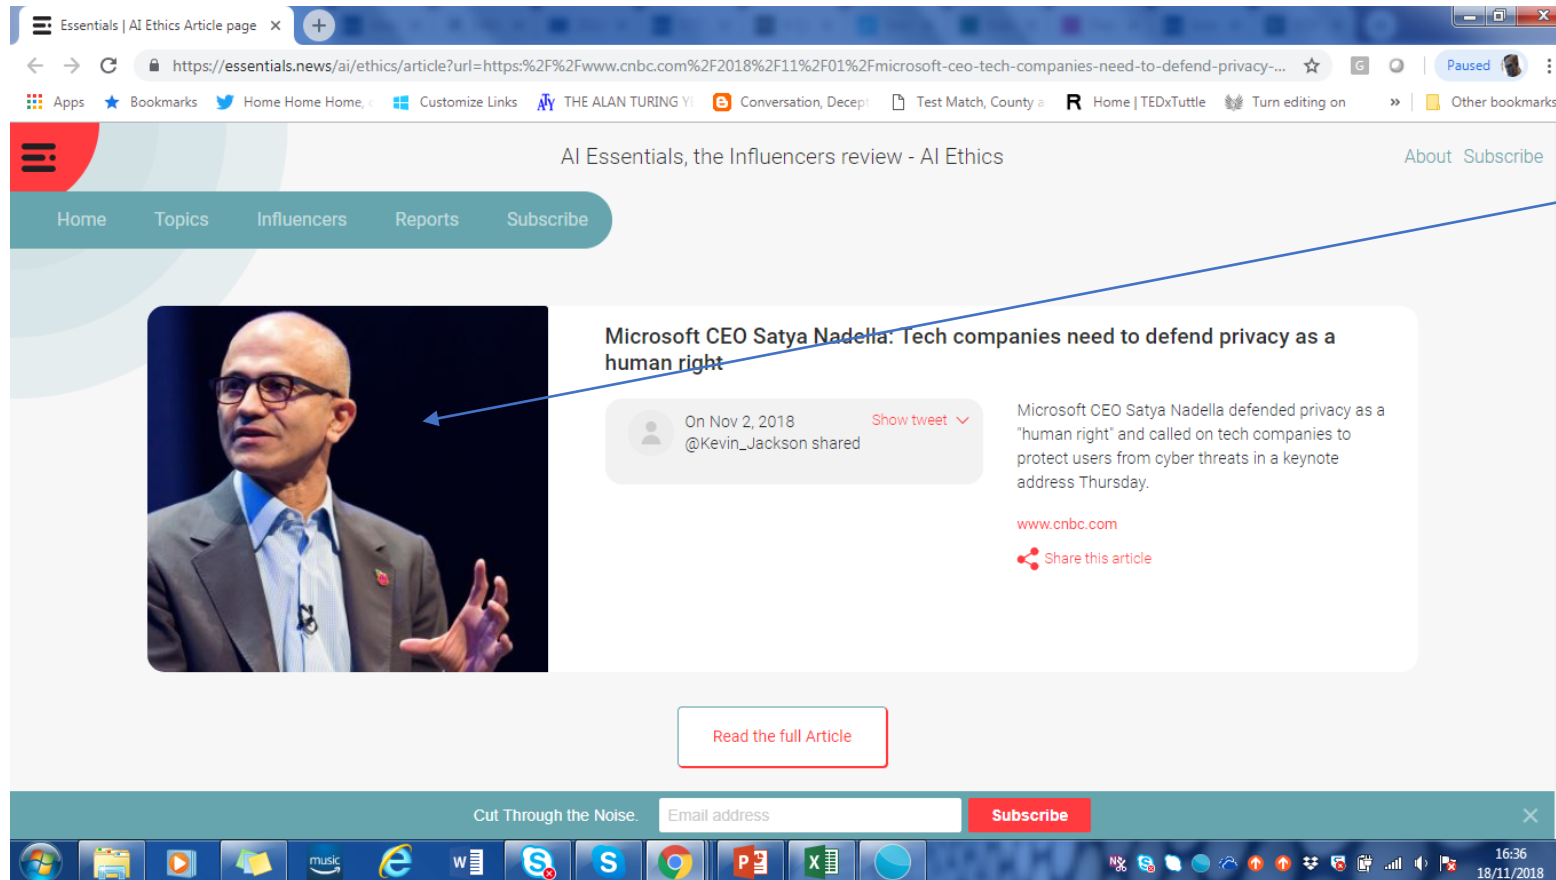 Essentials | AI Ethics Article page
https://essentials.news/ai/ethics/article?url=https:%2F%2Fwww.cnbc.com%2F2018%2F11%2F01%2Fmicrosoft-ceo-tech-companies-need-to-defend-privacy-...
G
Paused
Apps Bookmarks Home Home Home, Customize Links THE ALAN TURING Conversation, Decept Test Match, County a Home | TEDxTuttle Turn editing on » Other bookmarks
AI Essentials, the Influencers review - AI Ethics
About Subscribe
Home Topics Influencers Reports Subscribe
Microsoft CEO Satya Nadella: Tech companies need to defend privacy as a
human right
On Nov 2, 2018
@Kevin_Jackson shared
Show tweet
Microsoft CEO Satya Nadella defended privacy as a
"human right" and called on tech companies to
protect users from cyber threats in a keynote
address Thursday.
www.cnbc.com
Share this article
Read the full Article
Cut Through the Noise. Email address Subscribe
music
16:36
18/11/2018